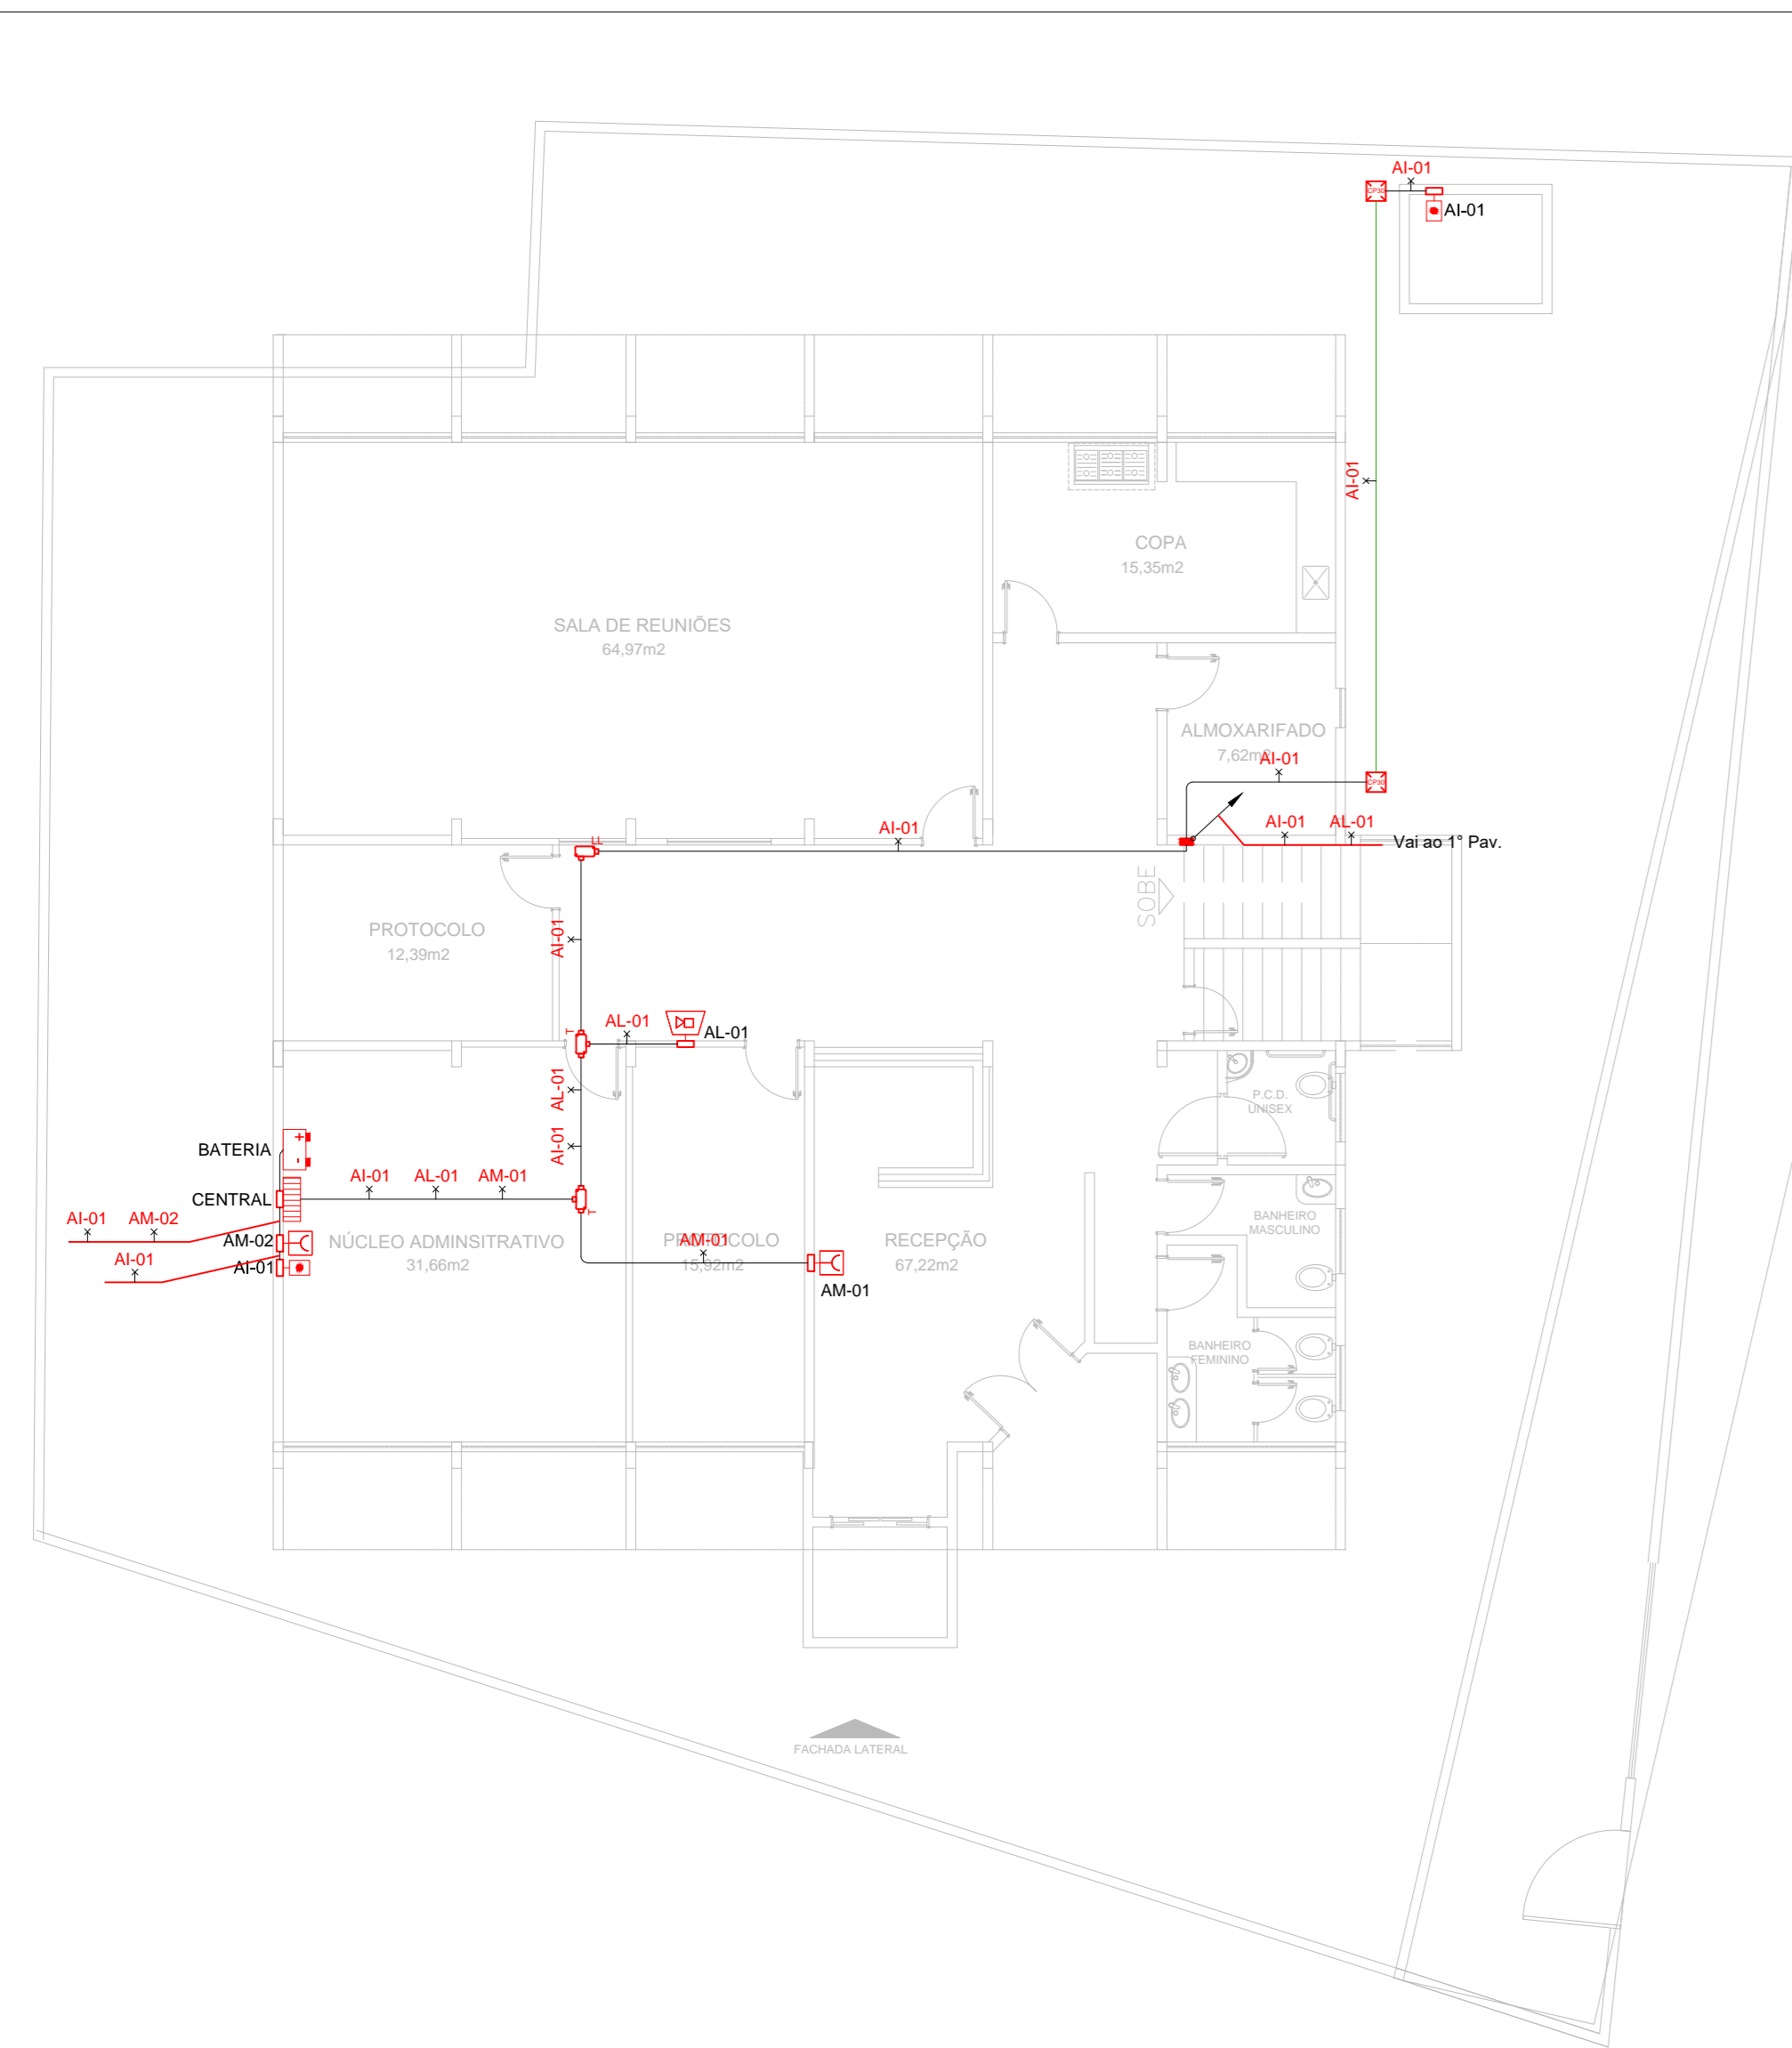 AI-01
CP30
AI-01
AI-01
COPA
15,35m2
SALA DE REUNIÕES
64,97m2
ALMOXARIFADO
7,62m2
AI-01
CP30
AI-01
LL
AI-01
AL-01
Vai ao 1° Pav.
SOBE
PROTOCOLO
12,39m2
AI-01
T
AL-01
AL-01
AL-01
AI-01
P.C.D.
UNISEX
BATERIA
+
-
CENTRAL
AI-01
AL-01
AM-01
T
AI-01
AM-02
AM-02
AI-01
AI-01
NÚCLEO ADMINSITRATIVO
31,66m2
PROTOCOLO
15,92m2
AM-01
RECEPÇÃO
67,22m2
AM-01
BANHEIRO
MASCULINO
BANHEIRO
FEMININO
FACHADA LATERAL